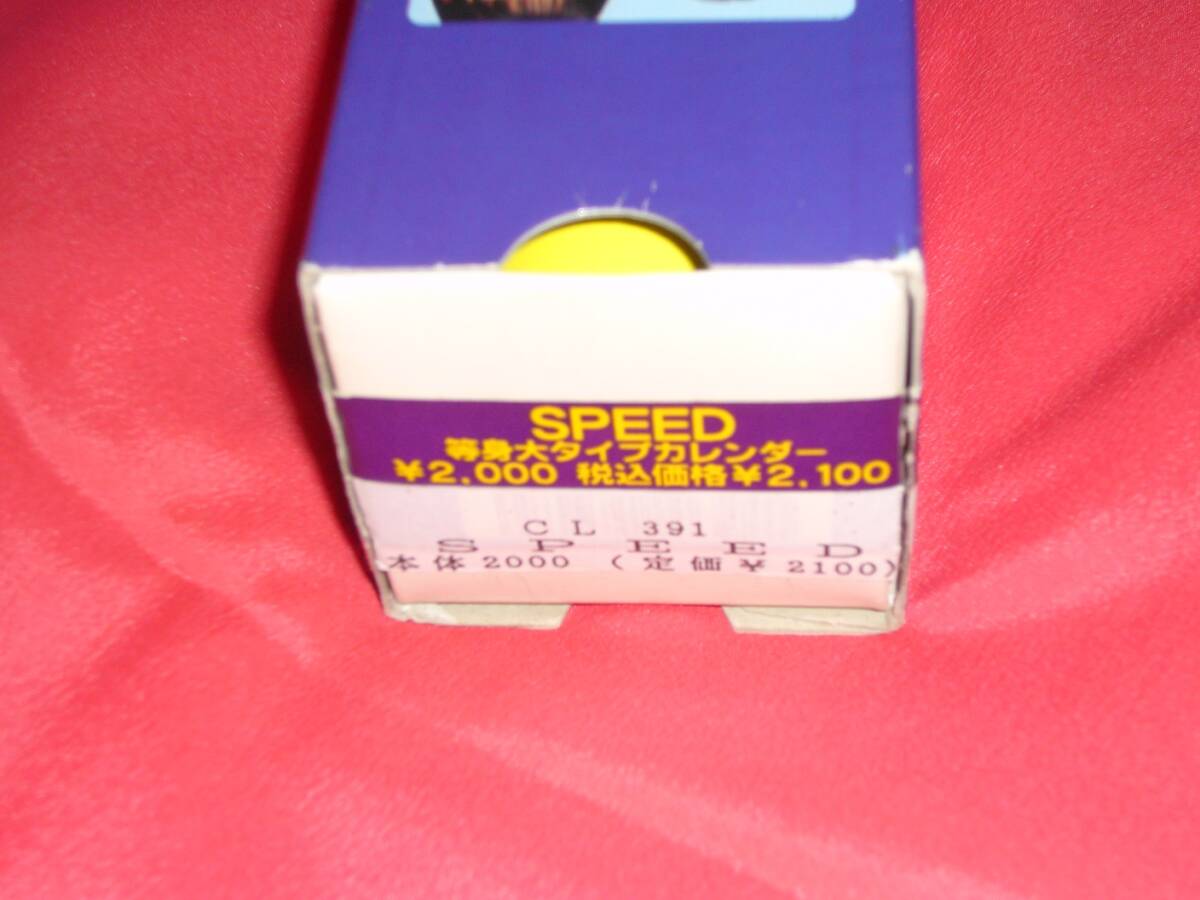 SPEED
等身大タイプカレンダー
¥2,000 税込価格¥2,100
CL 391
SPEED
本体2000 (定価¥2100)